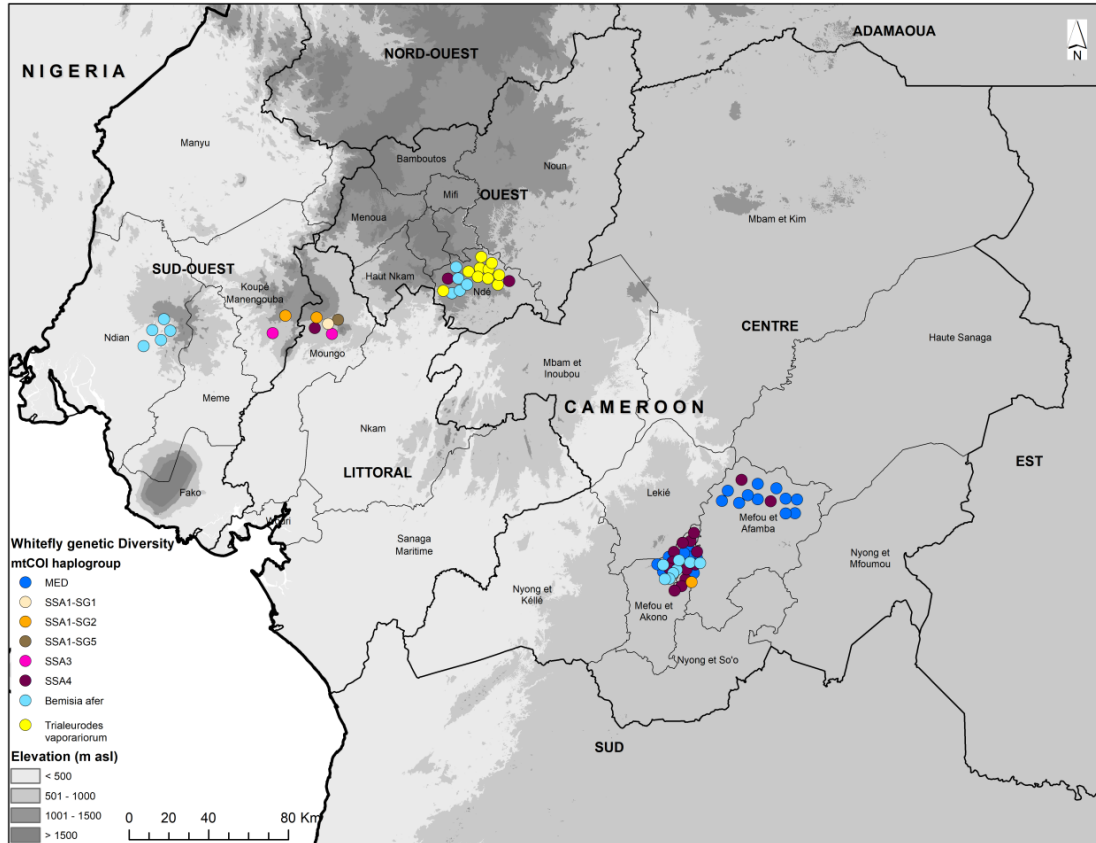 ADAMAOUA
N
NORD-OUEST
NIGERIA
Manyu
Bamboutos
Noun
Mifi
OUEST
Menoua
Mbam et Kim
SUD-OUEST
Koupé
Manengouba
Haut Nkam
Ndé
Ndian
Moungo
CENTRE
Haute Sanaga
Mbam et
Inoubou
Meme
CAMEROON
Nkam
LITTORAL
EST
Fako
Lekié
Wouri
Mefou et
Afamba
Sanaga
Maritime
Nyong et
Mfoumou
Nyong et
Kéllé
Mefou et
Akono
Nyong et So'o
SUD
Whitefly genetic Diversity
mtCOI haplogroup
MED
SSA1-SG1
SSA1-SG2
SSA1-SG5
SSA3
SSA4
Bemisia afer
Trialeurodes
vaporariorum
Elevation (m asl)
< 500
501 - 1000
1001 - 1500
> 1500
0 20 40 80 Km